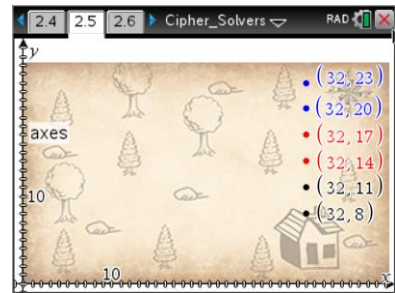 2.4 2.5 2.6 Cipher_Solvers RAD
y
(32, 23)
(32, 20)
axes
(32, 17)
(32, 14)
10
(32, 11)
(32, 8)
10
x